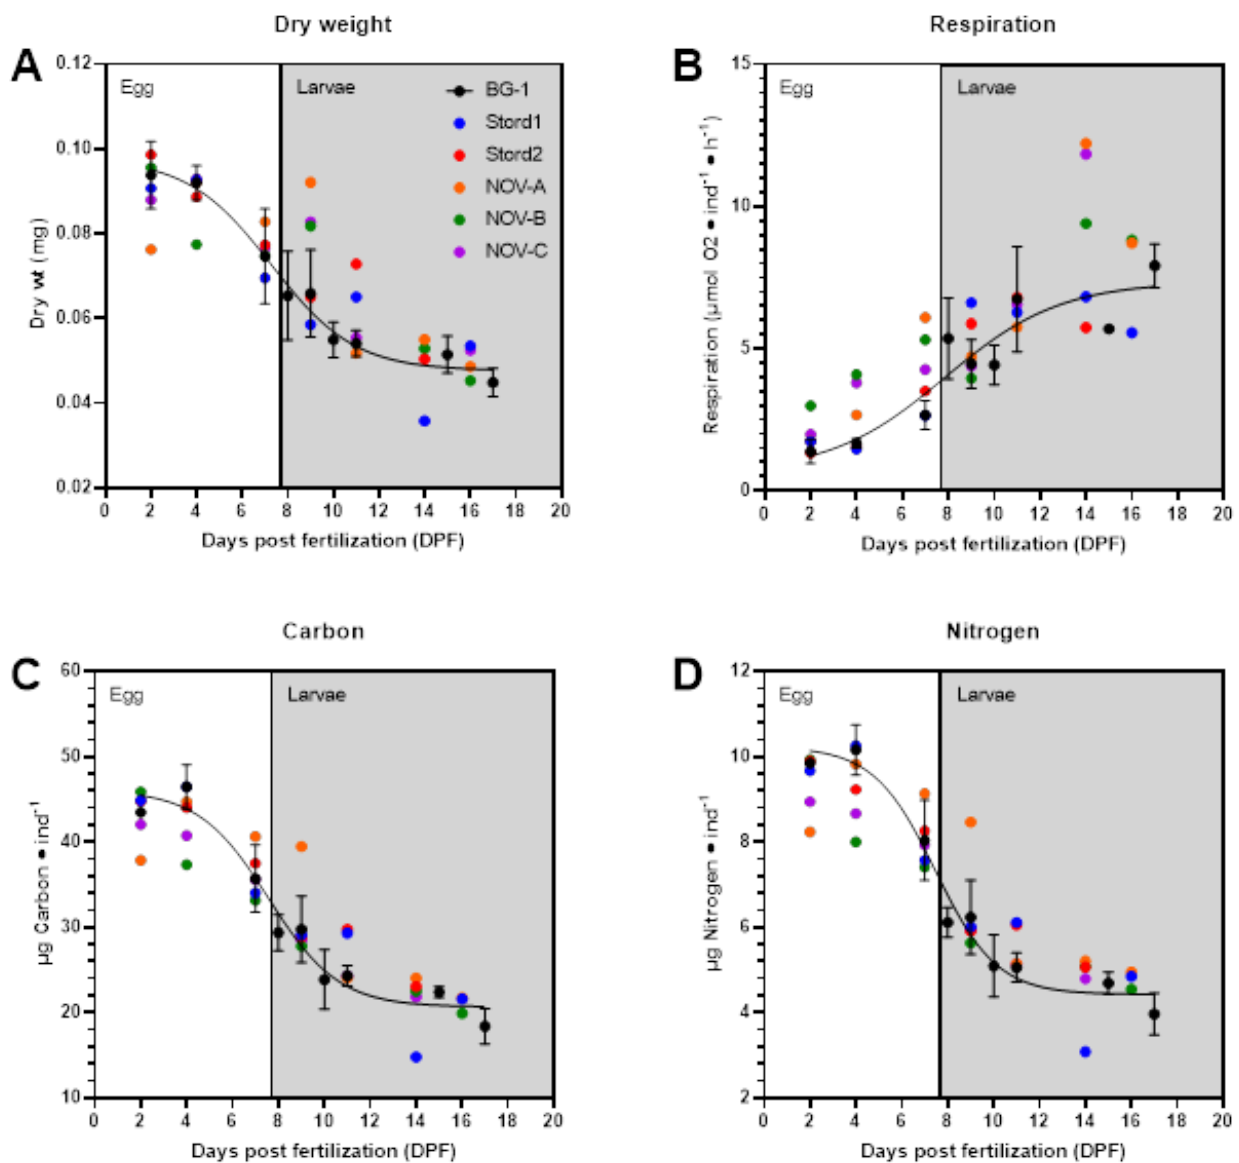 Dry weight
A
Dry wt (mg)
0.12
0.10
0.08
0.06
0.04
0.02
Egg
Larvae
BG-1
Stord1
Stord2
NOV-A
NOV-B
NOV-C
0 2 4 6 8 10 12 14 16 18 20
Days post fertilization (DPF)
Respiration
B
Respiration (µmol O2 • ind⁻¹ • h⁻¹)
15
10
5
0
Egg
Larvae
0 2 4 6 8 10 12 14 16 18 20
Days post fertilization (DPF)
Carbon
C
µg Carbon • ind⁻¹
60
50
40
30
20
10
Egg
Larvae
0 2 4 6 8 10 12 14 16 18 20
Days post fertilization (DPF)
Nitrogen
D
µg Nitrogen • ind⁻¹
12
10
8
6
4
2
Egg
Larvae
0 2 4 6 8 10 12 14 16 18 20
Days post fertilization (DPF)